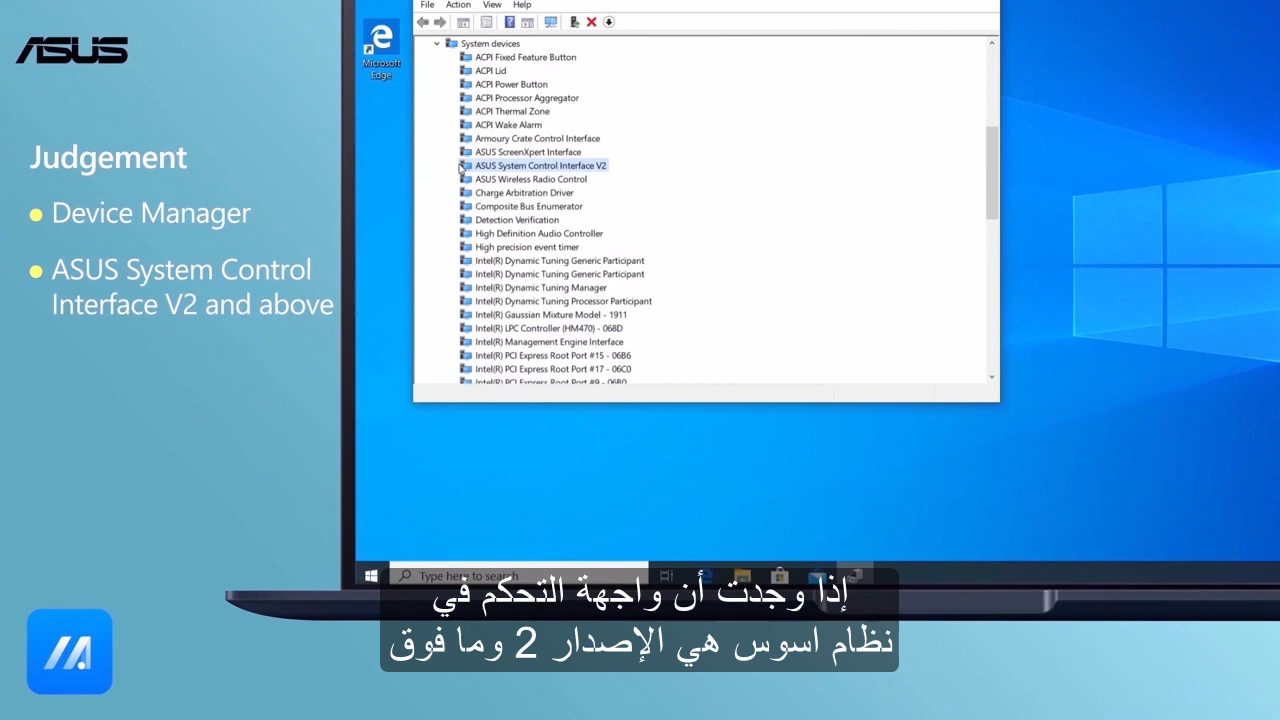 ASUS
Judgement
Device Manager
ASUS System Control
Interface V2 and above
Microsoft
Edge
File Action View Help
System devices
ACPI Fixed Feature Button
ACPI Lid
ACPI Power Button
ACPI Processor Aggregator
ACPI Thermal Zone
ACPI Wake Alarm
Armoury Crate Control Interface
ASUS ScreenXpert Interface
ASUS System Control Interface V2
ASUS Wireless Radio Control
Charge Arbitration Driver
Composite Bus Enumerator
Detection Verification
High Definition Audio Controller
High precision event timer
Intel(R) Dynamic Tuning Generic Participant
Intel(R) Dynamic Tuning Generic Participant
Intel(R) Dynamic Tuning Manager
Intel(R) Dynamic Tuning Processor Participant
Intel(R) Gaussian Mixture Model - 1911
Intel(R) LPC Controller (HM470) - 068D
Intel(R) Management Engine Interface
Intel(R) PCI Express Root Port #15 - 06B6
Intel(R) PCI Express Root Port #17 - 06C0
Intel(R) PCI Express Root Port #9 - 06B0
Type here to search
إذا وجدت أن واجهة التحكم في
نظام اسوس هي الإصدار 2 وما فوق